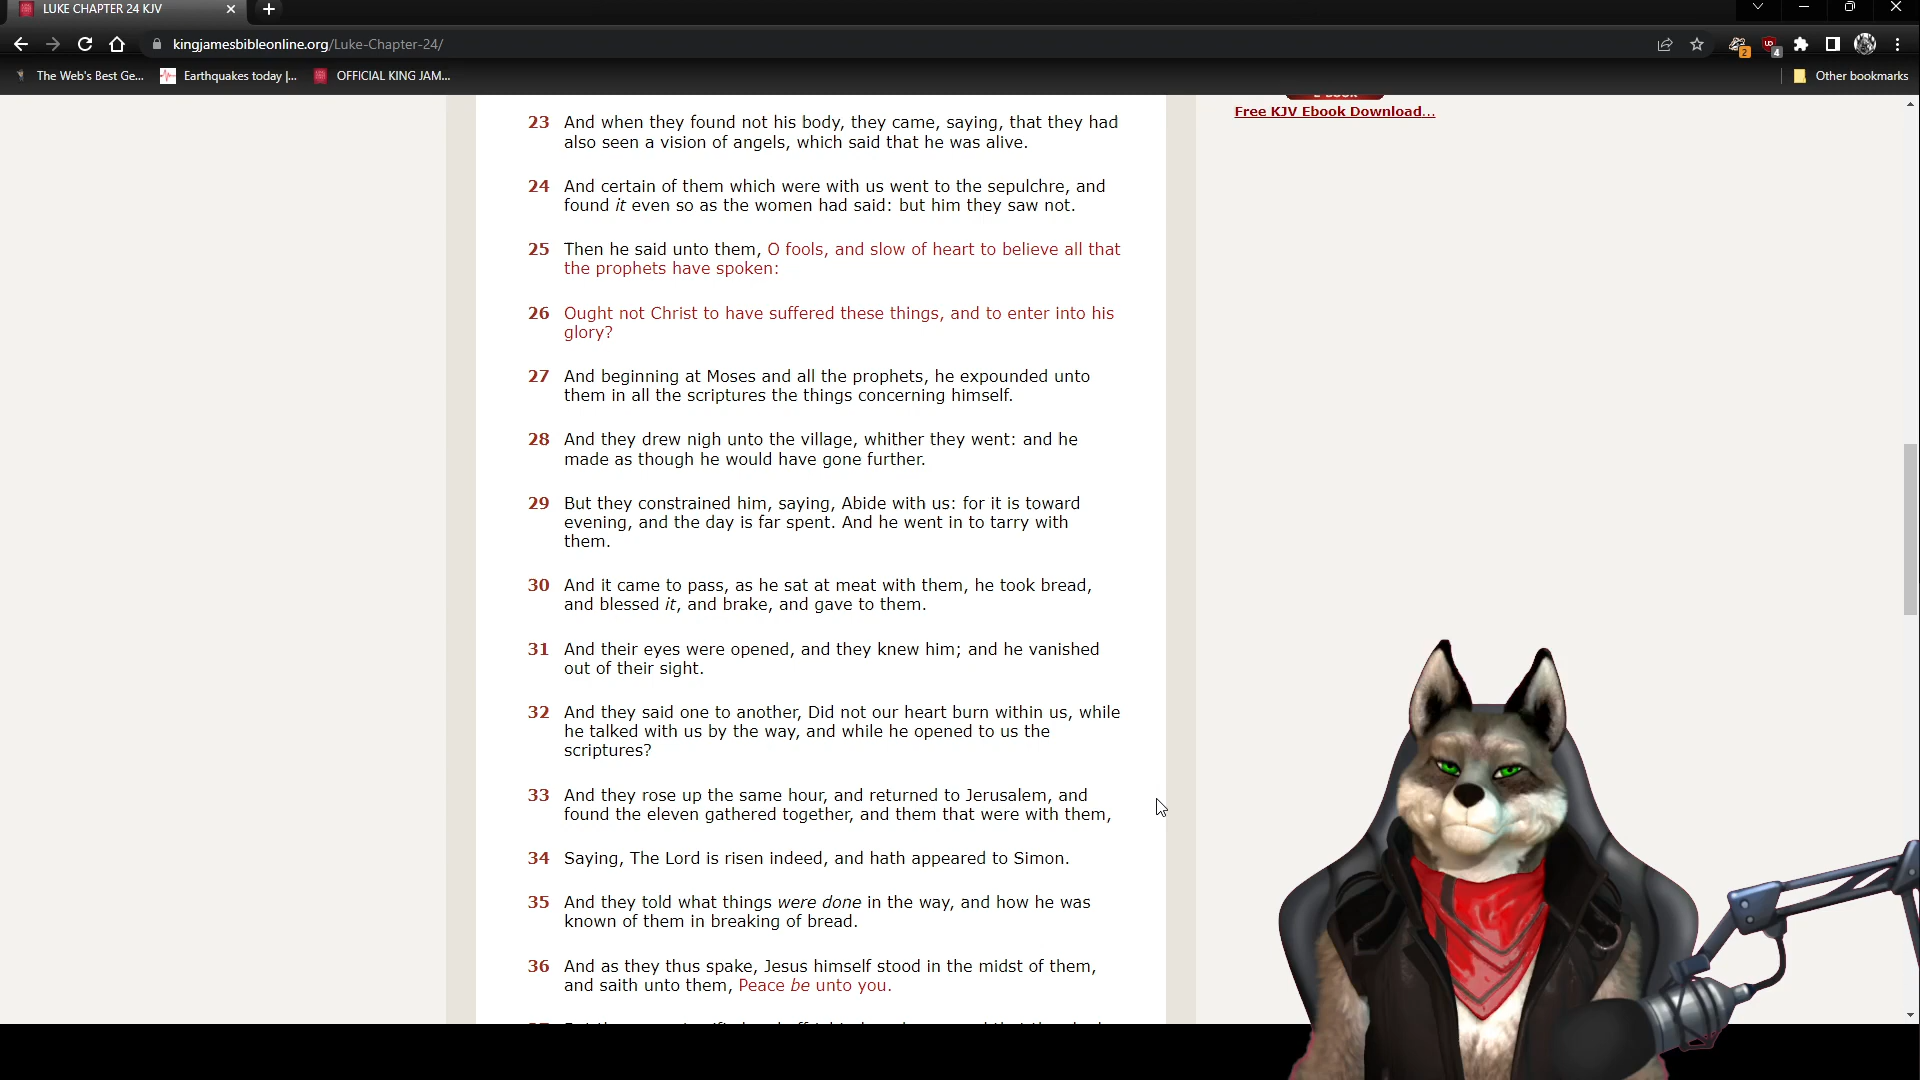 LUKE CHAPTER 24 KJV
kingjamesbibleonline.org/Luke-Chapter-24/
2
4
The Web's Best Ge...
Earthquakes today |...
OFFICIAL KING JAM...
Other bookmarks
Free KJV Ebook Download...
23 And when they found not his body, they came, saying, that they had
also seen a vision of angels, which said that he was alive.
24 And certain of them which were with us went to the sepulchre, and
found it even so as the women had said: but him they saw not.
25 Then he said unto them, O fools, and slow of heart to believe all that
the prophets have spoken:
26 Ought not Christ to have suffered these things, and to enter into his
glory?
27 And beginning at Moses and all the prophets, he expounded unto
them in all the scriptures the things concerning himself.
28 And they drew nigh unto the village, whither they went: and he
made as though he would have gone further.
29 But they constrained him, saying, Abide with us: for it is toward
evening, and the day is far spent. And he went in to tarry with
them.
30 And it came to pass, as he sat at meat with them, he took bread,
and blessed it, and brake, and gave to them.
31 And their eyes were opened, and they knew him; and he vanished
out of their sight.
32 And they said one to another, Did not our heart burn within us, while
he talked with us by the way, and while he opened to us the
scriptures?
33 And they rose up the same hour, and returned to Jerusalem, and
found the eleven gathered together, and them that were with them,
34 Saying, The Lord is risen indeed, and hath appeared to Simon.
35 And they told what things were done in the way, and how he was
known of them in breaking of bread.
36 And as they thus spake, Jesus himself stood in the midst of them,
and saith unto them, Peace be unto you.